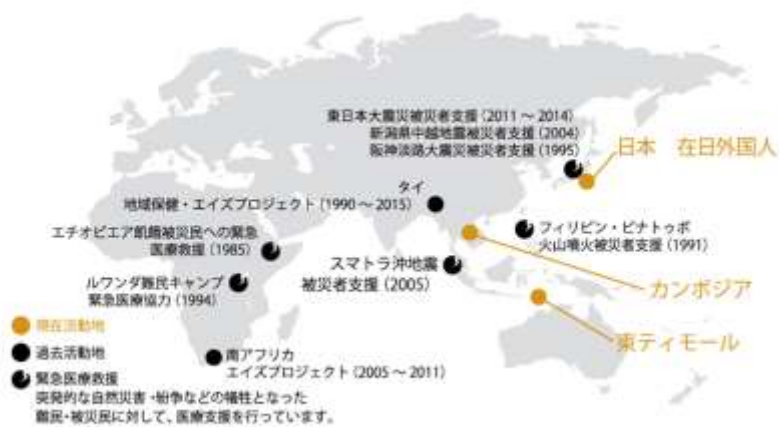 東日本大震災被災者支援(2011～2014)
新潟県中越地震被災者支援(2004)
阪神淡路大震災被災者支援(1995)
日本　在日外国人
タイ
地域保健・エイズプロジェクト(1990～2015)
エチオピエア飢餓被災民への緊急
医療救援(1985)
フィリピン・ピナトゥボ
火山噴火被災者支援(1991)
スマトラ沖地震
被災者支援(2005)
ルワンダ難民キャンプ
緊急医療協力(1994)
カンボジア
東ティモール
現在活動地
過去活動地
南アフリカ
エイズプロジェクト(2005～2011)
緊急医療救援
突発的な自然災害・紛争などの犠牲となった
難民・被災民に対して、医療支援を行っています。